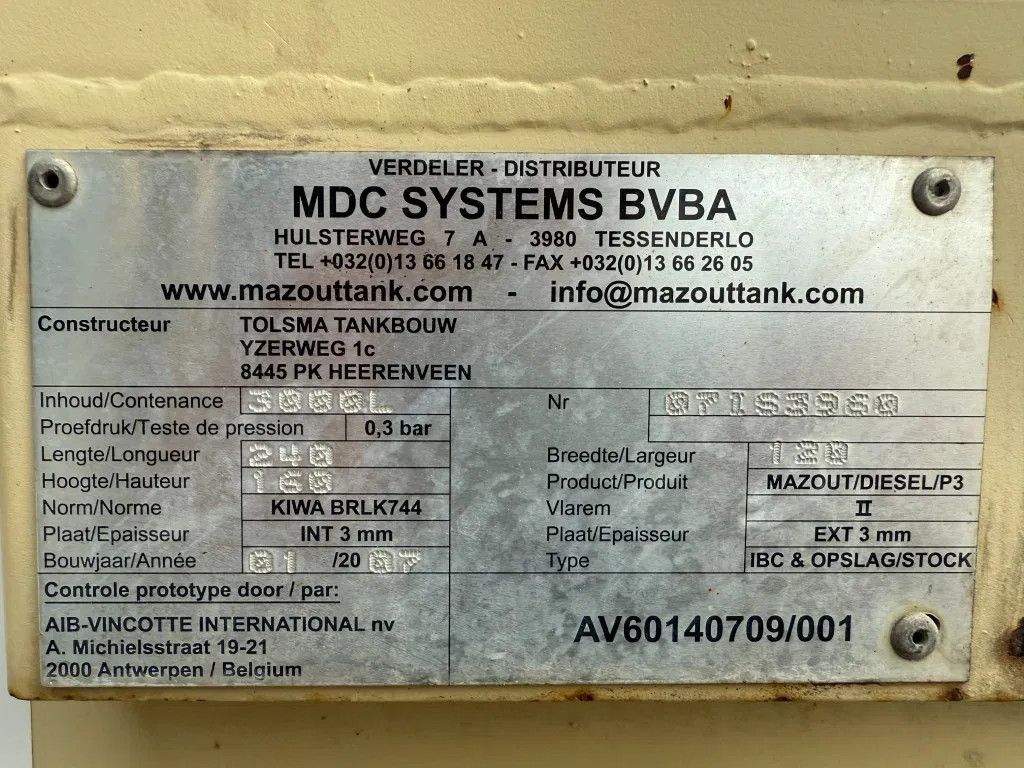 VERDELER - DISTRIBUTEUR
MDC SYSTEMS BVBA
HULSTERWEG 7 A - 3980 TESSENDERLO
TEL +032(0)13 66 18 47 - FAX +032(0)13 66 26 05
www.mazouttank.com - info@mazouttank.com
Constructeur TOLSMA TANKBOUW
YZERWEG 1c
8445 PK HEERENVEEN
Inhoud/Contenance 3000L Nr 07153960
Proefdruk/Teste de pression 0,3 bar
Lengte/Longueur 240 Breedte/Largeur 120
Hoogte/Hauteur 160 Product/Produit MAZOUT/DIESEL/P3
Norm/Norme KIWA BRLK744 Vlarem II
Plaat/Epaisseur INT 3 mm Plaat/Epaisseur EXT 3 mm
Bouwjaar/Année 01 /20 07 Type IBC & OPSLAG/STOCK
Controle prototype door / par:
AIB-VINCOTTE INTERNATIONAL nv
A. Michielsstraat 19-21
2000 Antwerpen / Belgium
AV60140709/001